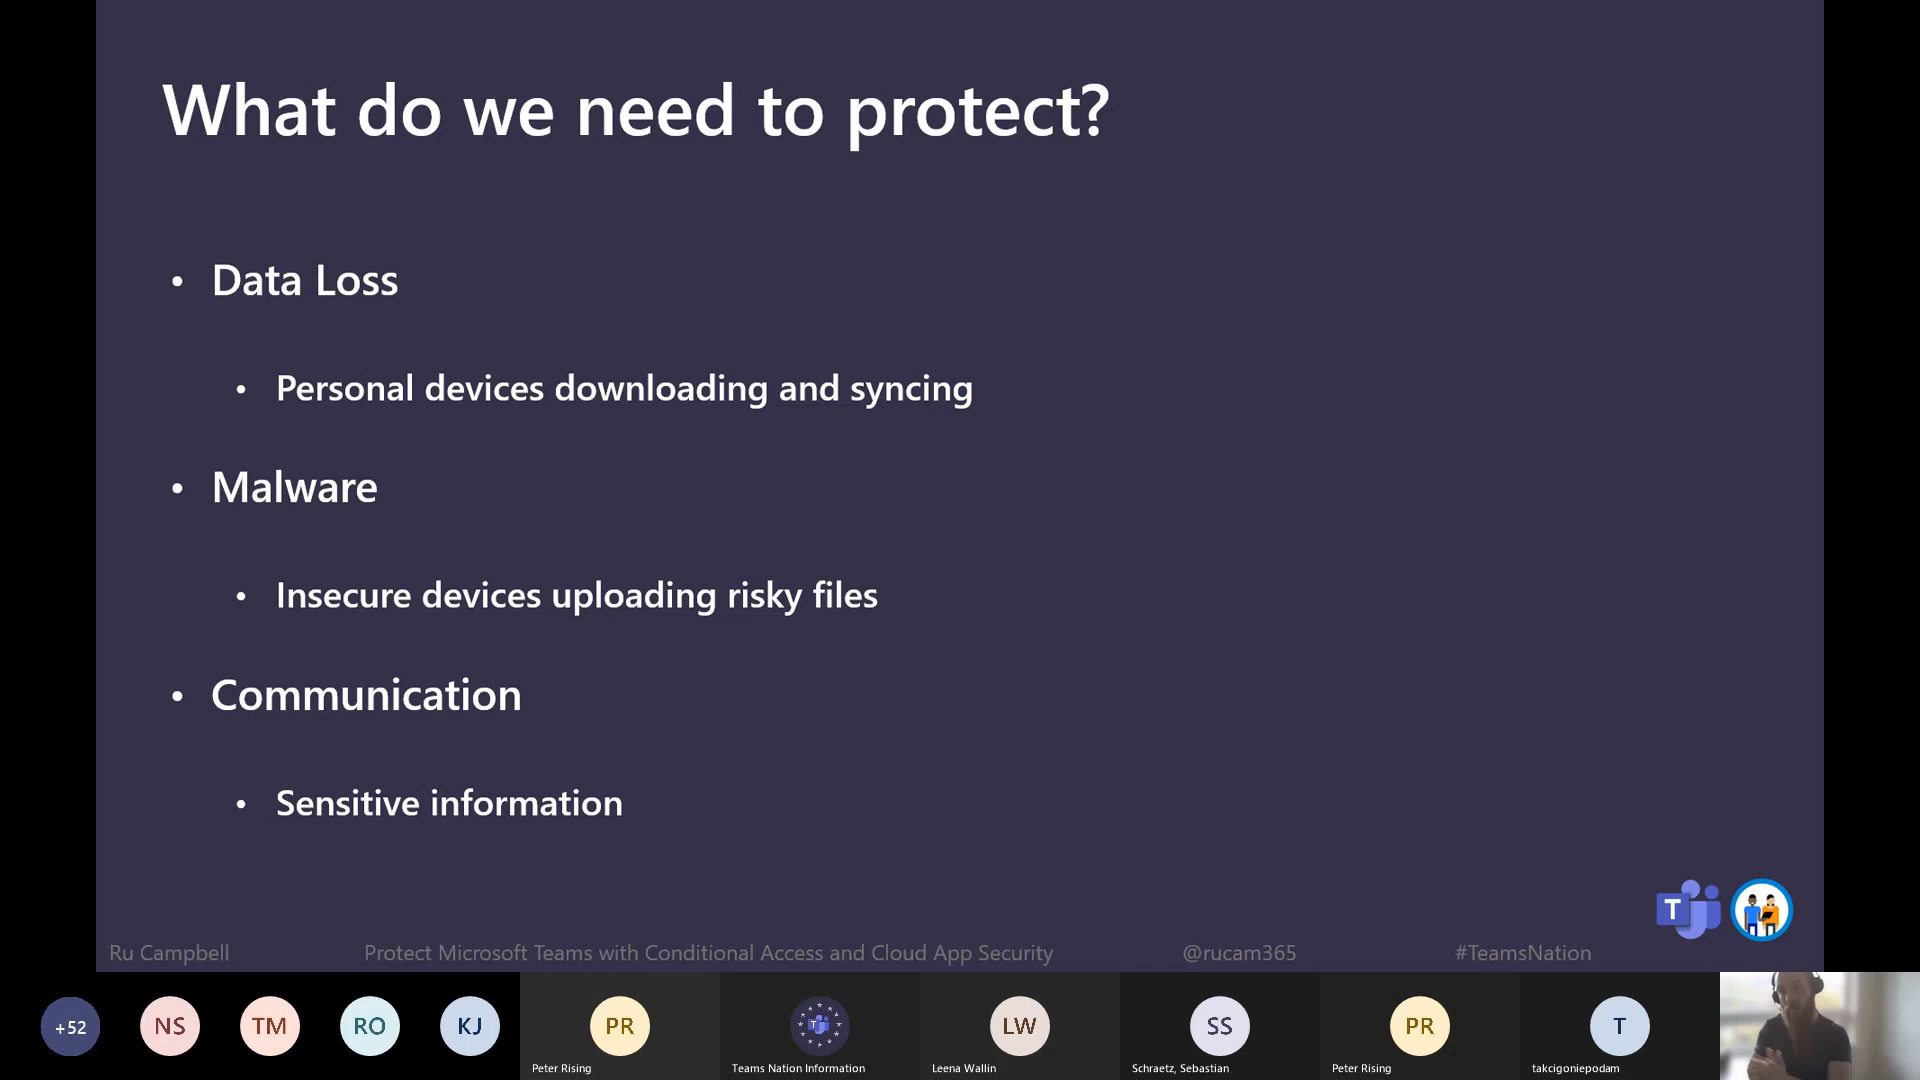 What do we need to protect?
• Data Loss
• Personal devices downloading and syncing
• Malware
• Insecure devices uploading risky files
• Communication
• Sensitive information
T
Ru Campbell
Protect Microsoft Teams with Conditional Access and Cloud App Security
@rucam365
#TeamsNation
+52
NS
TM
RO
KJ
PR
Peter Rising
T
Teams Nation Information
LW
Leena Wallin
SS
Schraetz, Sebastian
PR
Peter Rising
T
takcigoniepodam